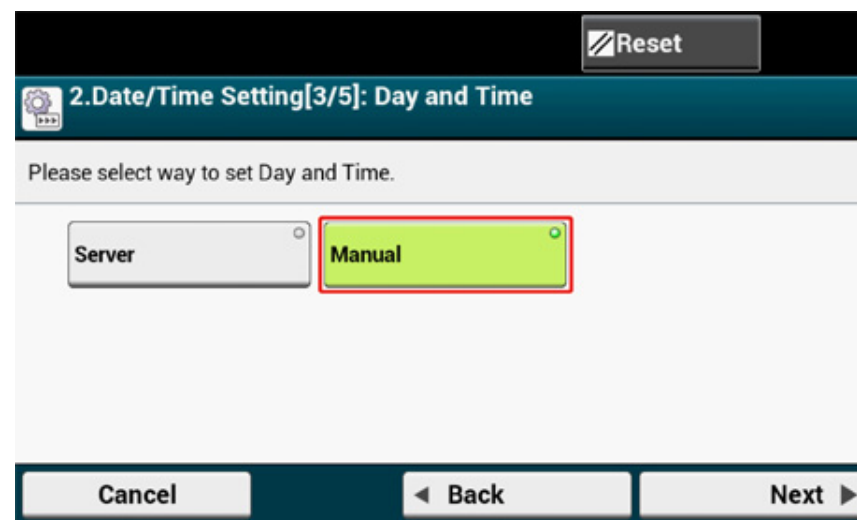 Reset
2.Date/Time Setting[3/5]: Day and Time
Please select way to set Day and Time.
Server
Manual
Cancel
Back
Next